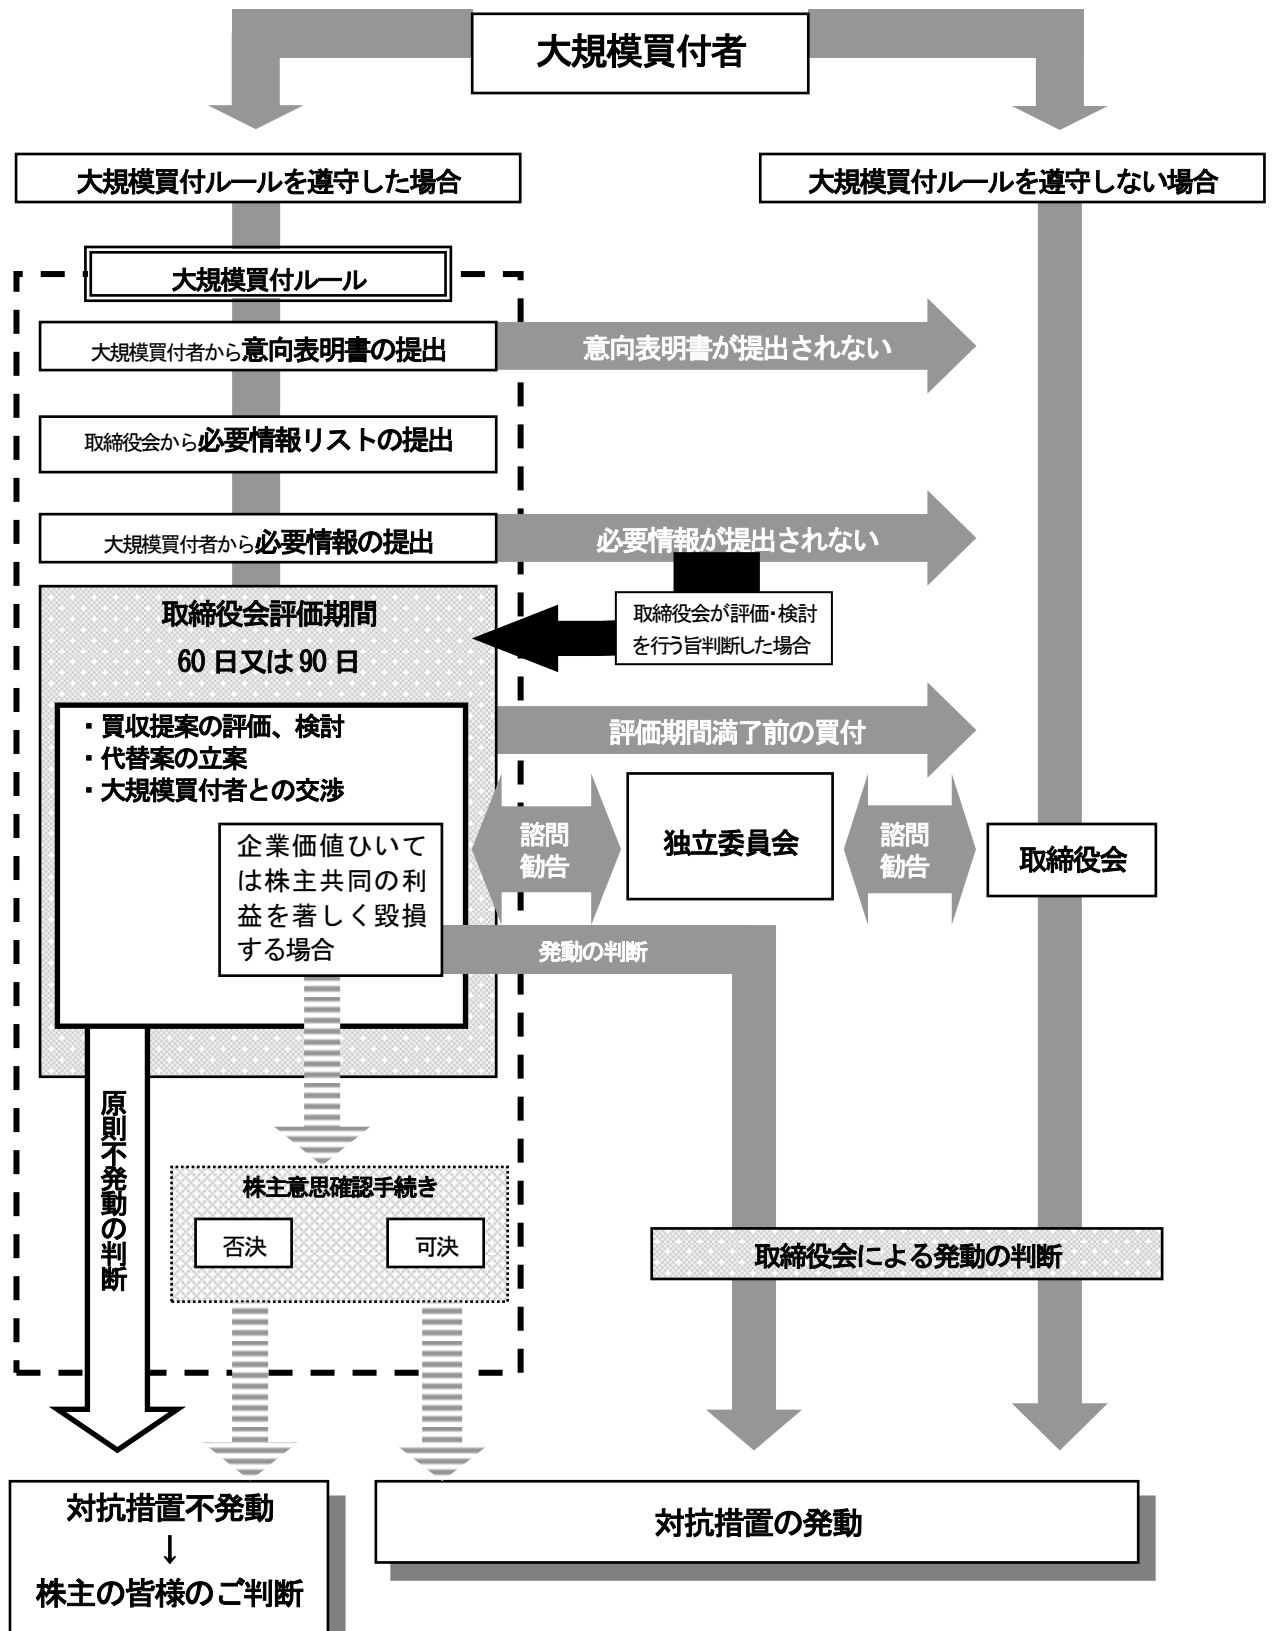 大規模買付者
大規模買付ルールを遵守した場合
大規模買付ルールを遵守しない場合
大規模買付ルール
大規模買付者から意向表明書の提出
意向表明書が提出されない
取締役会から必要情報リストの提出
大規模買付者から必要情報の提出
必要情報が提出されない
取締役会評価期間
60 日又は 90 日
取締役会が評価・検討
を行う旨判断した場合
・買収提案の評価、検討
・代替案の立案
・大規模買付者との交渉
評価期間満了前の買付
企業価値ひいて
は株主共同の利
益を著しく毀損
する場合
諮問
勧告
独立委員会
諮問
勧告
取締役会
発動の判断
原則不発動の判断
株主意思確認手続き
否決
可決
取締役会による発動の判断
対抗措置不発動
↓
株主の皆様のご判断
対抗措置の発動